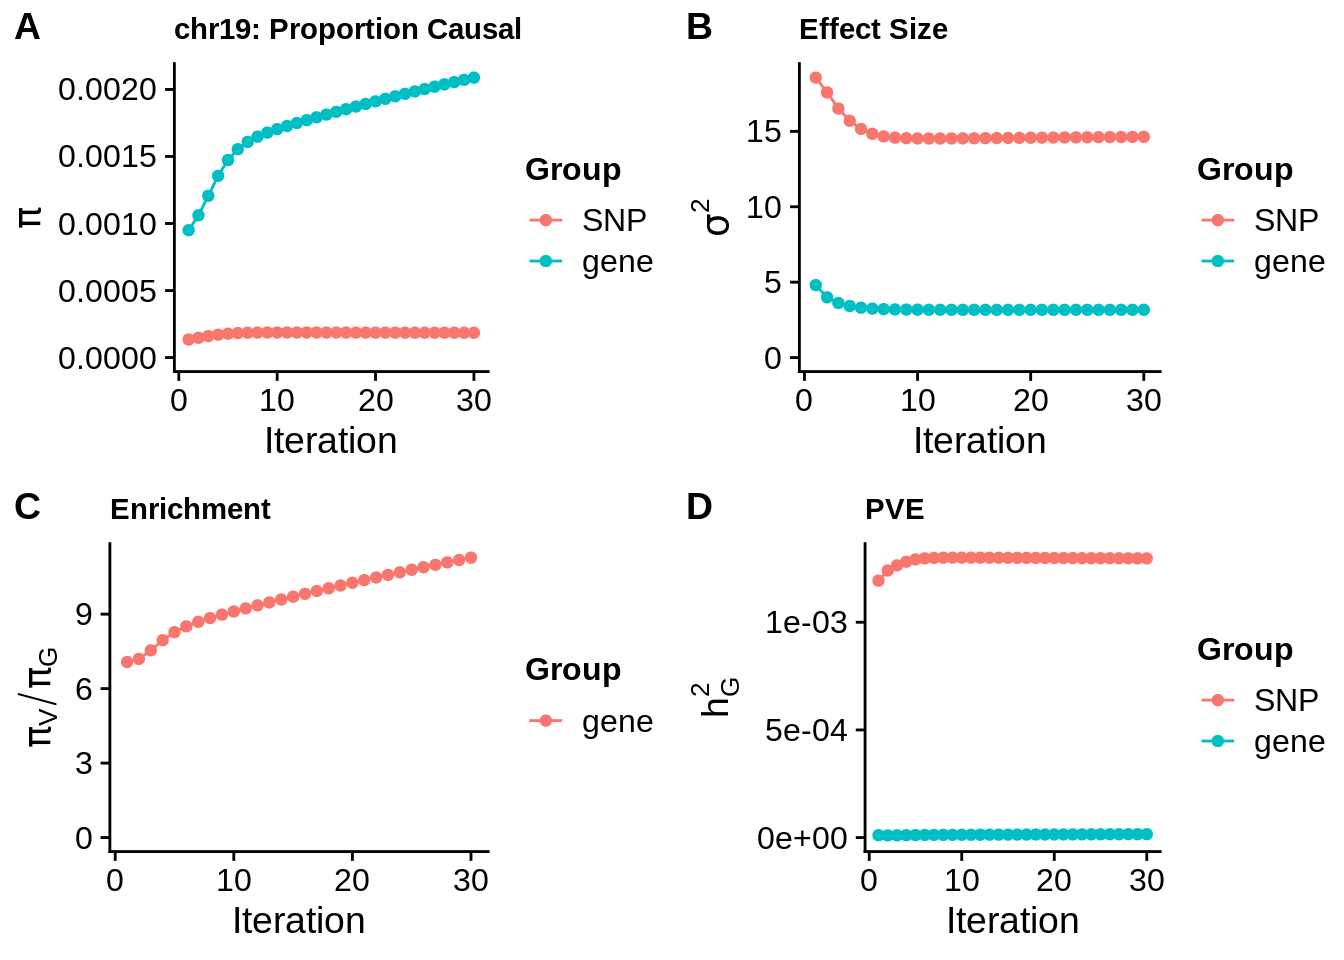 A
chr19: Proportion Causal
0.0020
0.0015
0.0010
0.0005
0.0000
π
0 10 20 30
Iteration
Group
SNP
gene
B
Effect Size
15
10
5
0
σ²
0 10 20 30
Iteration
Group
SNP
gene
C
Enrichment
9
6
3
0
πV/πG
0 10 20 30
Iteration
Group
gene
D
PVE
1e-03
5e-04
0e+00
h²G
0 10 20 30
Iteration
Group
SNP
gene